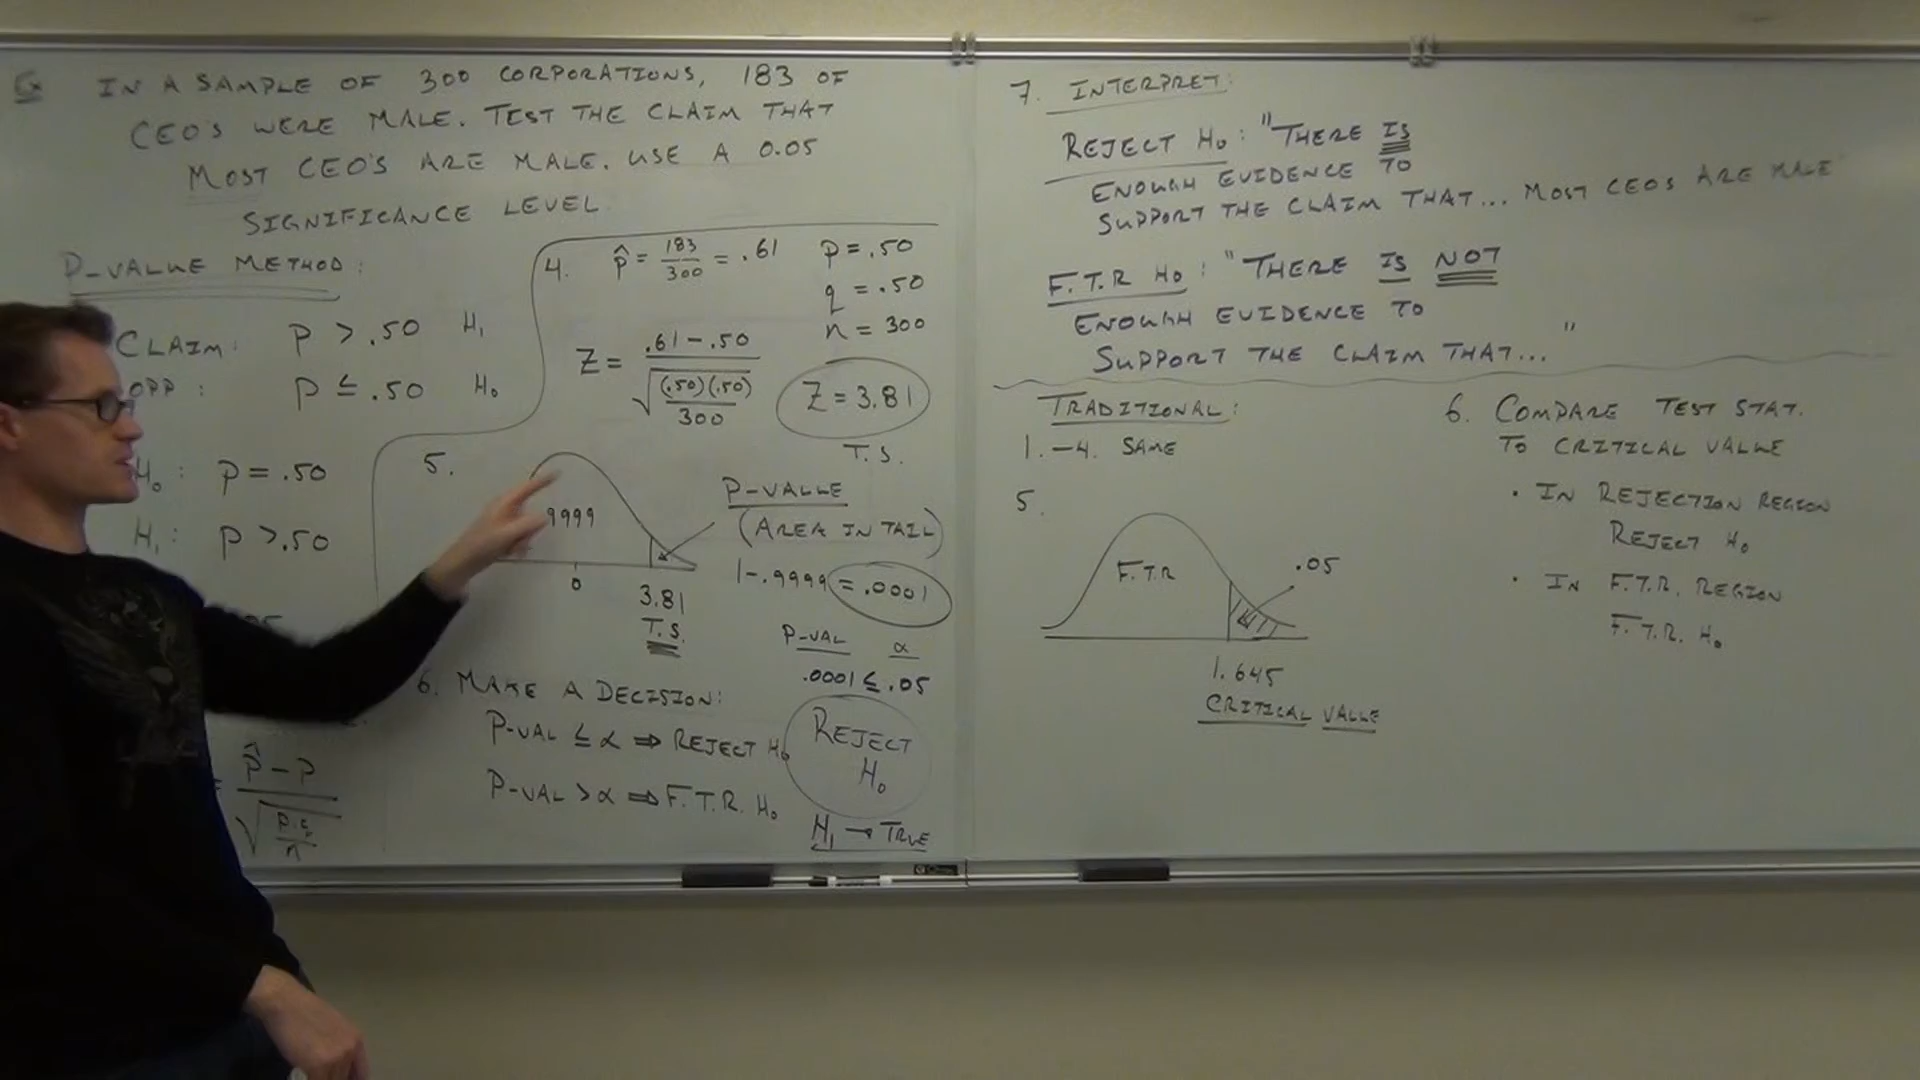 Ex IN A SAMPLE OF 300 CORPORATIONS, 183 OF
CEO'S WERE MALE. TEST THE CLAIM THAT
MOST CEO'S ARE MALE. USE A 0.05
SIGNIFICANCE LEVEL
P-VALUE METHOD:
CLAIM: p > .50 H₁
OPP: p ≤ .50 H₀
H₀: p = .50
H₁: p > .50
p̂ - p
p·q
n
4. p̂ = 183/300 = .61
p = .50
q = .50
n = 300
Z = .61 - .50 / √((.50)(.50)/300)
Z = 3.81
T.S.
5.
.9999
0
3.81
T.S.
P-VALUE
(AREA IN TAIL)
1-.9999 = .0001
P-VAL α
.0001 ≤ .05
6. MAKE A DECISION:
P-VAL ≤ α ⇒ REJECT H₀
P-VAL > α ⇒ F.T.R. H₀
REJECT
H₀
H₁ → TRUE
7. INTERPRET:
REJECT H₀: "THERE IS
ENOUGH EVIDENCE TO
SUPPORT THE CLAIM THAT... MOST CEOS ARE MALE
F.T.R H₀: "THERE IS NOT
ENOUGH EVIDENCE TO
SUPPORT THE CLAIM THAT..."
TRADITIONAL:
1.-4. SAME
5.
F.T.R
.05
1.645
CRITICAL VALUE
6. COMPARE TEST STAT.
TO CRITICAL VALUE
· IN REJECTION REGION
REJECT H₀
· IN F.T.R. REGION
F.T.R. H₀